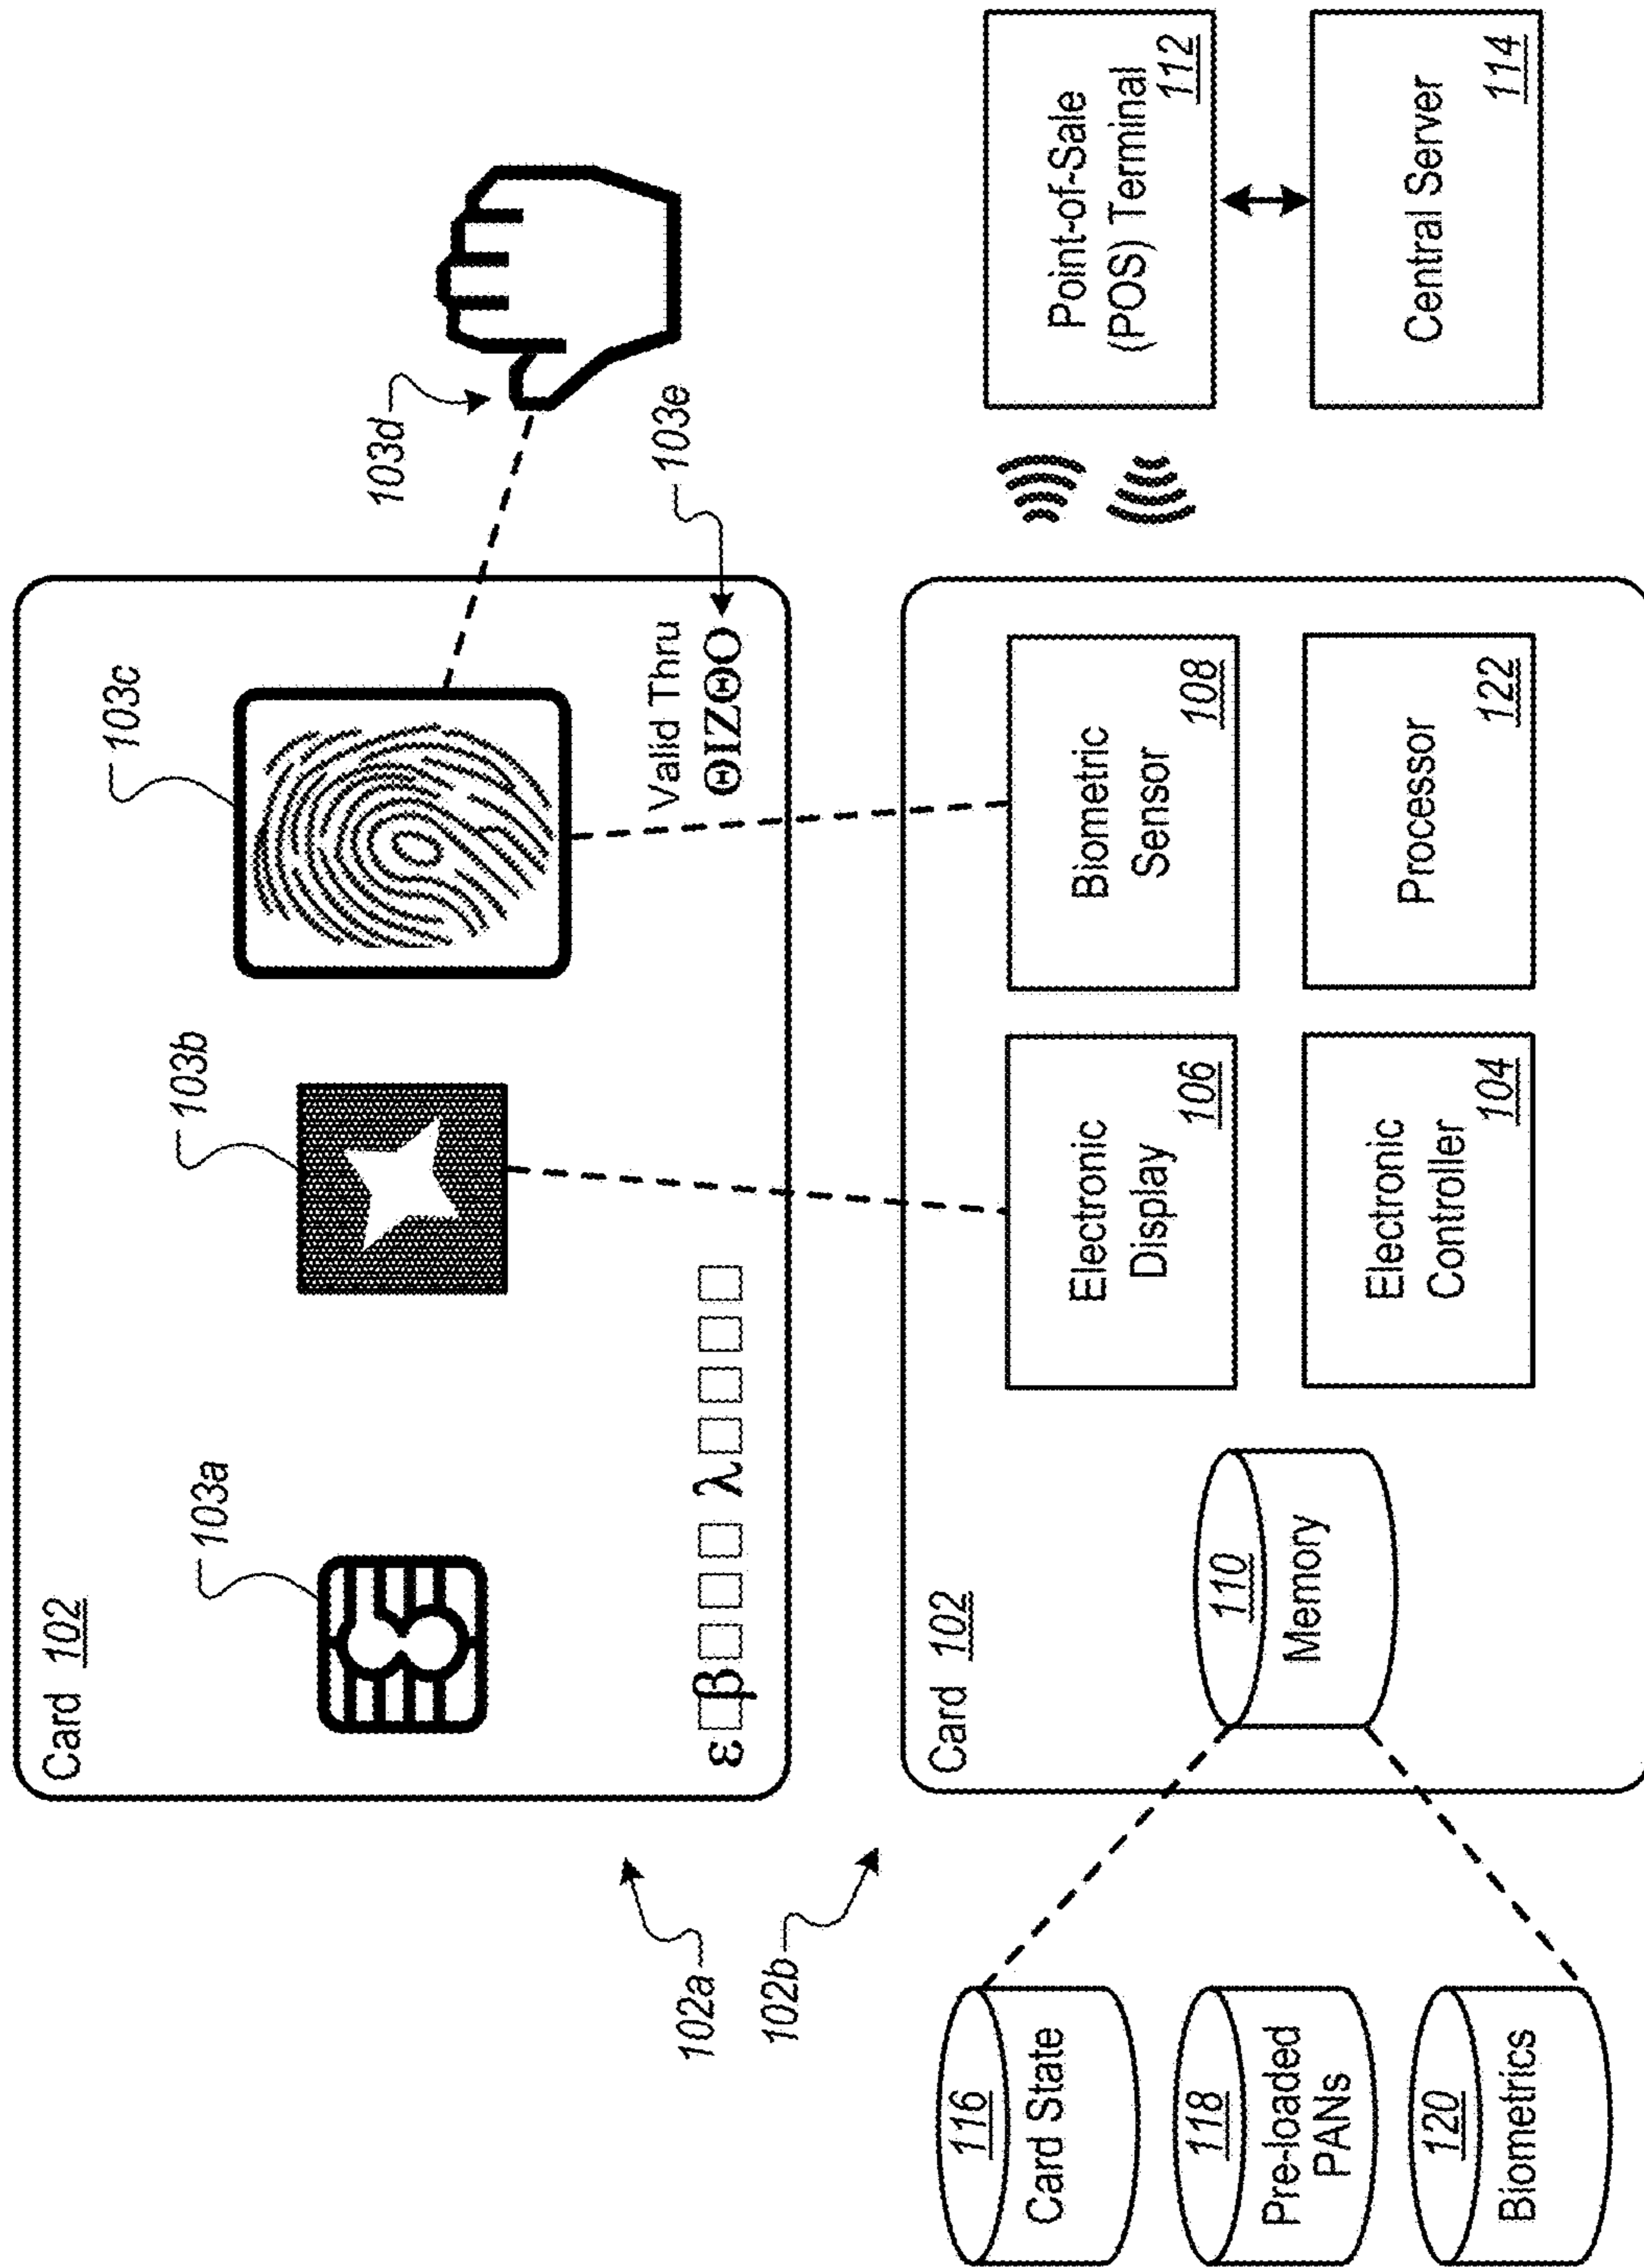 Card 102
103a
103b
103c
103d
ε□β□□□ λ□□□□
Valid Thru
ΘIZΘO
103e
102a
102b
Card 102
110
Memory
Electronic
Display
106
Biometric
Sensor
108
Electronic
Controller
104
Processor
122
116
Card State
118
Pre-loaded
PANs
120
Biometrics
Point-of-Sale
(POS) Terminal
112
Central Server
114